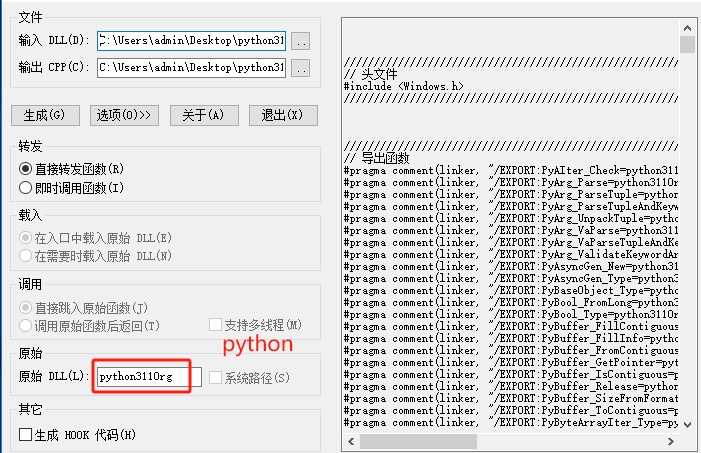 文件
输入 DLL(D):
C:\Users\admin\Desktop\python31
..
输出 CPP(C):
C:\Users\admin\Desktop\python31
..
生成(G)
选项(O)>>
关于(A)
退出(X)
转发
直接转发函数(R)
即时调用函数(I)
载入
在入口中载入原始 DLL(E)
在需要时载入原始 DLL(N)
调用
直接跳入原始函数(J)
调用原始函数后返回(T)
支持多线程(M)
python
原始
原始 DLL(L):
python311Org
系统路径(S)
其它
生成 HOOK 代码(H)
////////////////////////////////////////////////
// 头文件
#include <Windows.h>
////////////////////////////////////////////////
////////////////////////////////////////////////
// 导出函数
#pragma comment(linker, "/EXPORT:PyAIter_Check=python311
#pragma comment(linker, "/EXPORT:PyArg_Parse=python311Or
#pragma comment(linker, "/EXPORT:PyArg_ParseTuple=python
#pragma comment(linker, "/EXPORT:PyArg_ParseTupleAndKeyw
#pragma comment(linker, "/EXPORT:PyArg_UnpackTuple=pytho
#pragma comment(linker, "/EXPORT:PyArg_VaParse=python311
#pragma comment(linker, "/EXPORT:PyArg_VaParseTupleAndKe
#pragma comment(linker, "/EXPORT:PyArg_ValidateKeywordAr
#pragma comment(linker, "/EXPORT:PyAsyncGen_New=python31
#pragma comment(linker, "/EXPORT:PyAsyncGen_Type=python3
#pragma comment(linker, "/EXPORT:PyBaseObject_Type=pytho
#pragma comment(linker, "/EXPORT:PyBool_FromLong=python3
#pragma comment(linker, "/EXPORT:PyBool_Type=python311Or
#pragma comment(linker, "/EXPORT:PyBuffer_FillContiguous
#pragma comment(linker, "/EXPORT:PyBuffer_FillInfo=pytho
#pragma comment(linker, "/EXPORT:PyBuffer_FromContiguous
#pragma comment(linker, "/EXPORT:PyBuffer_GetPointer=pyt
#pragma comment(linker, "/EXPORT:PyBuffer_IsContiguous=p
#pragma comment(linker, "/EXPORT:PyBuffer_Release=python
#pragma comment(linker, "/EXPORT:PyBuffer_SizeFromFormat
#pragma comment(linker, "/EXPORT:PyBuffer_ToContiguous=p
#pragma comment(linker, "/EXPORT:PyByteArrayIter_Type=py